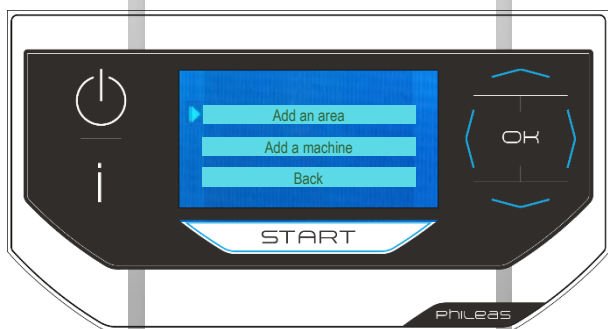 Add an area
Add a machine
OK
Back
i
START
PHILEAS